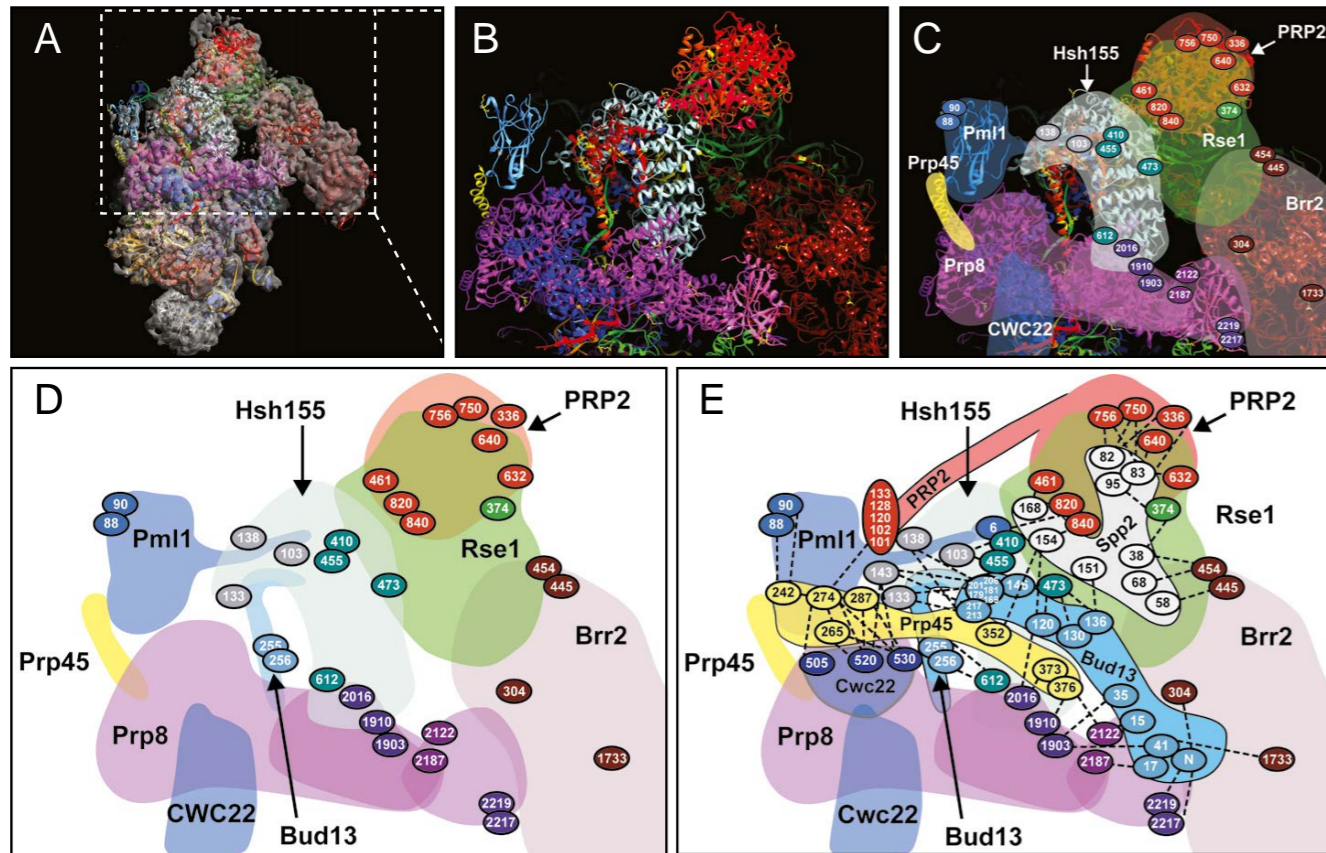 A
B
C
756 750 336
PRP2
640
Hsh155
461
632
820
374
840
90
88
Pml1
138
103
410
455
Rse1
473
454
445
Prp45
Brr2
612
2016
304
Prp8
1910
2122
1903
2187
1733
CWC22
2219
2217
D
Hsh155
756 750 336
PRP2
640
461
632
820
374
840
90
88
Pml1
138
103
410
455
Rse1
473
454
445
133
Prp45
255
256
Brr2
612
2016
304
Prp8
1910
1903
2122
2187
1733
CWC22
2219
2217
Bud13
E
Hsh155
756 750 336
PRP2
640
82
83
95
632
PRP2
133
128
120
102
101
461
168
820
840
374
Spp2
Rse1
90
88
Pml1
138
103
6
410
455
154
38
454
445
143
151
68
58
242
274
287
133
473
217
213
Prp45
265
352
120
130
136
Prp45
505
520
530
255
256
Bud13
Brr2
Cwc22
612
373
376
2016
35
304
Prp8
1910
1903
2122
15
41
2187
17
N
1733
Cwc22
2219
2217
Bud13